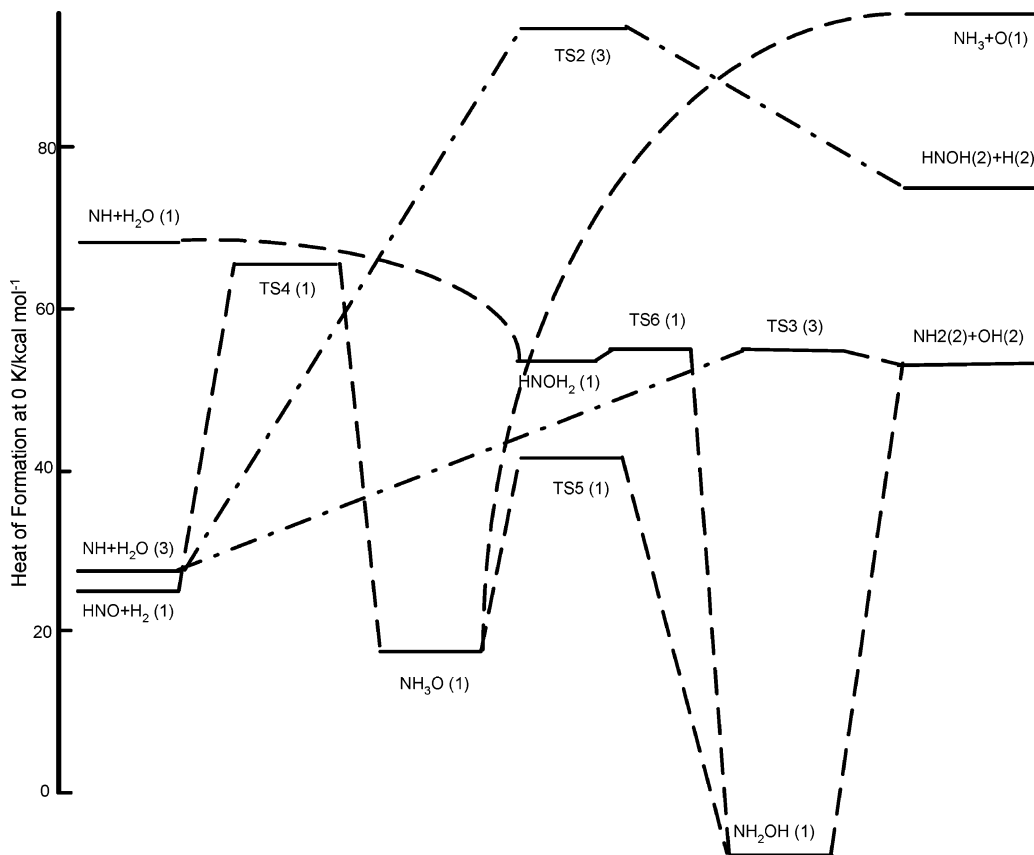 NH₃+O(1)
TS2 (3)
80
HNOH(2)+H(2)
NH+H₂O (1)
TS4 (1)
60
TS6 (1)
TS3 (3)
NH2(2)+OH(2)
HNOH₂ (1)
40
TS5 (1)
Heat of Formation at 0 K/kcal mol⁻¹
NH+H₂O (3)
HNO+H₂ (1)
20
NH₃O (1)
0
NH₂OH (1)